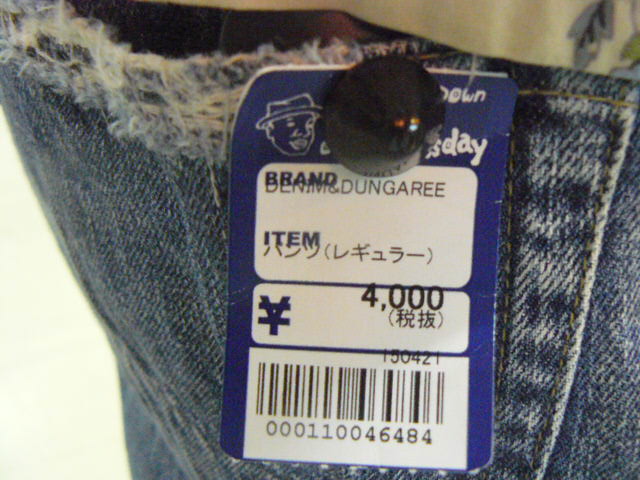 Down
sday
BRAND
DENIM&DUNGAREE
ITEM
パンツ(レギュラー)
¥ 4,000
(税抜)
150421
000110046484